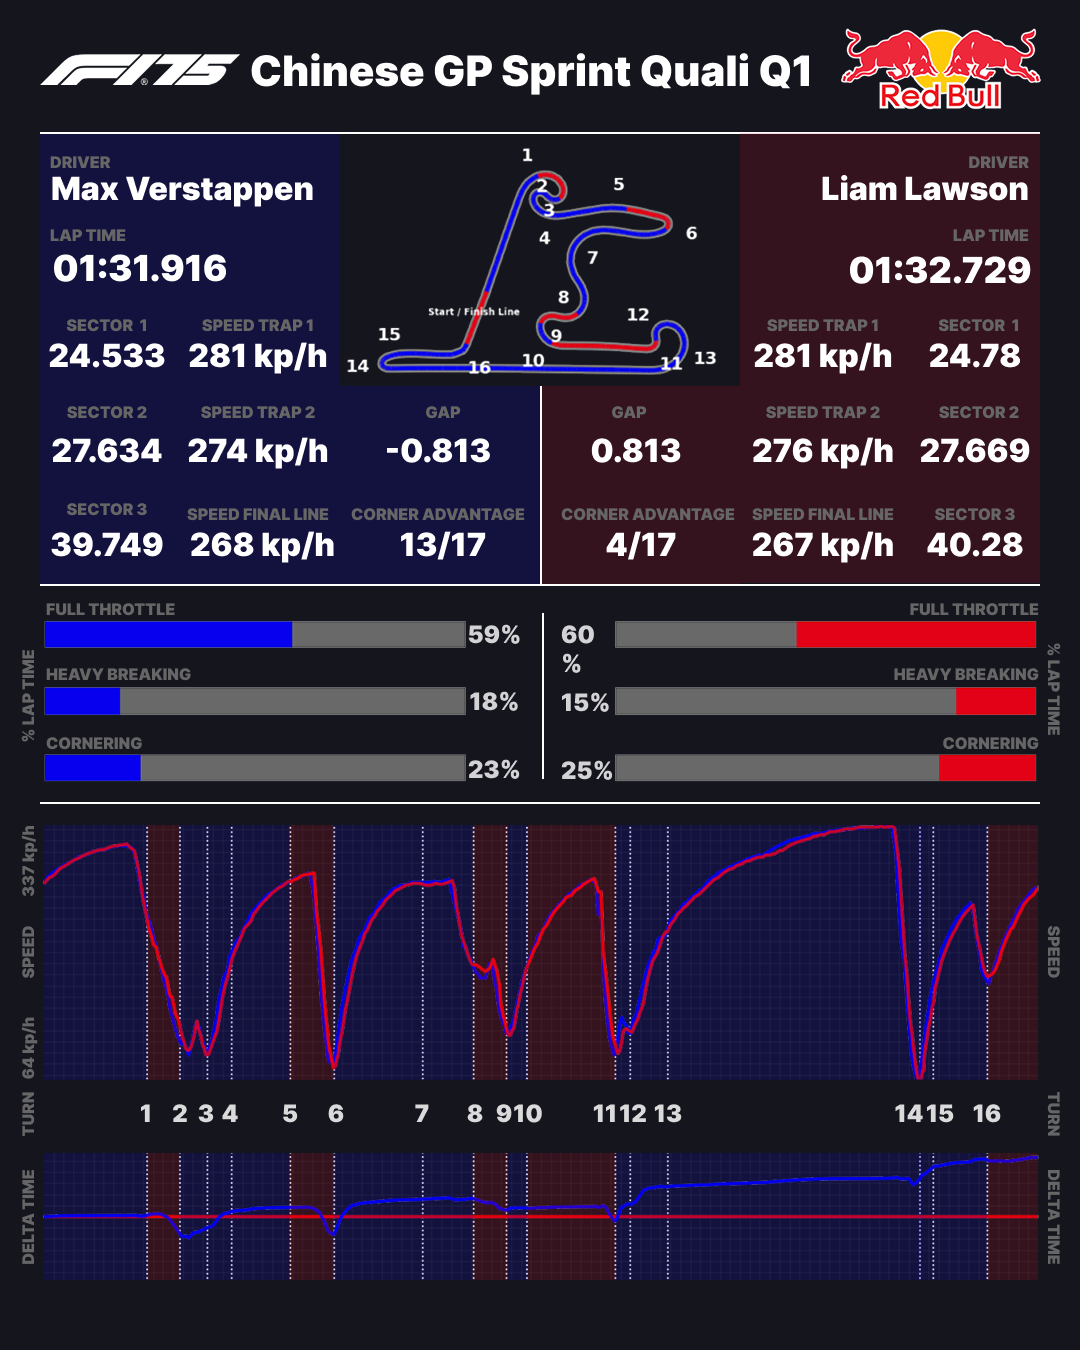 F1.75 Chinese GP Sprint Quali Q1
Red Bull
DRIVER
Max Verstappen
LAP TIME
01:31.916
SECTOR 1
SPEED TRAP 1
24.533
281 kp/h
SECTOR 2
SPEED TRAP 2
GAP
27.634
274 kp/h
-0.813
SECTOR 3
SPEED FINAL LINE
CORNER ADVANTAGE
39.749
268 kp/h
13/17
1
2
3
4
5
6
7
8
9
10
11
12
13
14
15
16
Start / Finish Line
DRIVER
Liam Lawson
LAP TIME
01:32.729
SPEED TRAP 1
SECTOR 1
281 kp/h
24.78
GAP
SPEED TRAP 2
SECTOR 2
0.813
276 kp/h
27.669
CORNER ADVANTAGE
SPEED FINAL LINE
SECTOR 3
4/17
267 kp/h
40.28
% LAP TIME
FULL THROTTLE
59%
HEAVY BREAKING
18%
CORNERING
23%
FULL THROTTLE
60
%
HEAVY BREAKING
15%
CORNERING
25%
% LAP TIME
337 kp/h
SPEED
64 kp/h
SPEED
TURN
1 2 3 4 5 6 7 8 9 10 11 12 13 14 15 16
TURN
DELTA TIME
DELTA TIME